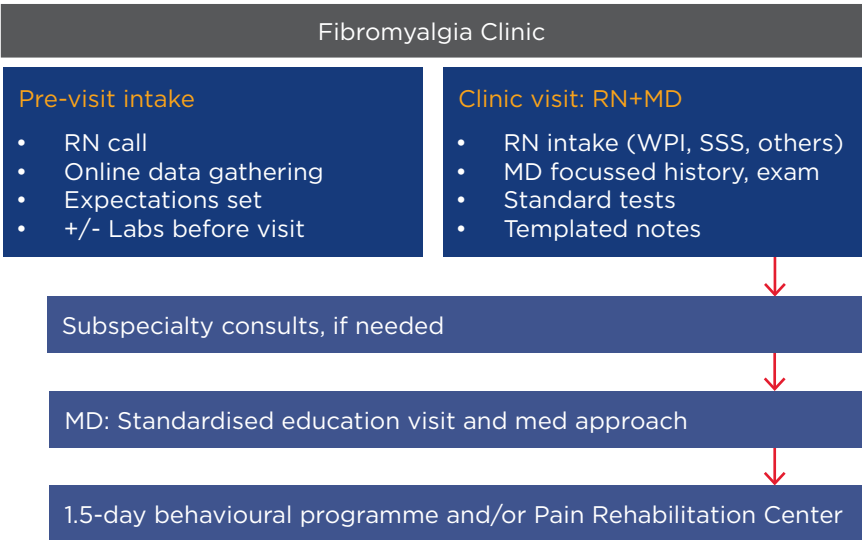 Fibromyalgia Clinic
Pre-visit intake
• RN call
• Online data gathering
• Expectations set
• +/- Labs before visit
Clinic visit: RN+MD
• RN intake (WPI, SSS, others)
• MD focussed history, exam
• Standard tests
• Templated notes
Subspecialty consults, if needed
MD: Standardised education visit and med approach
1.5-day behavioural programme and/or Pain Rehabilitation Center